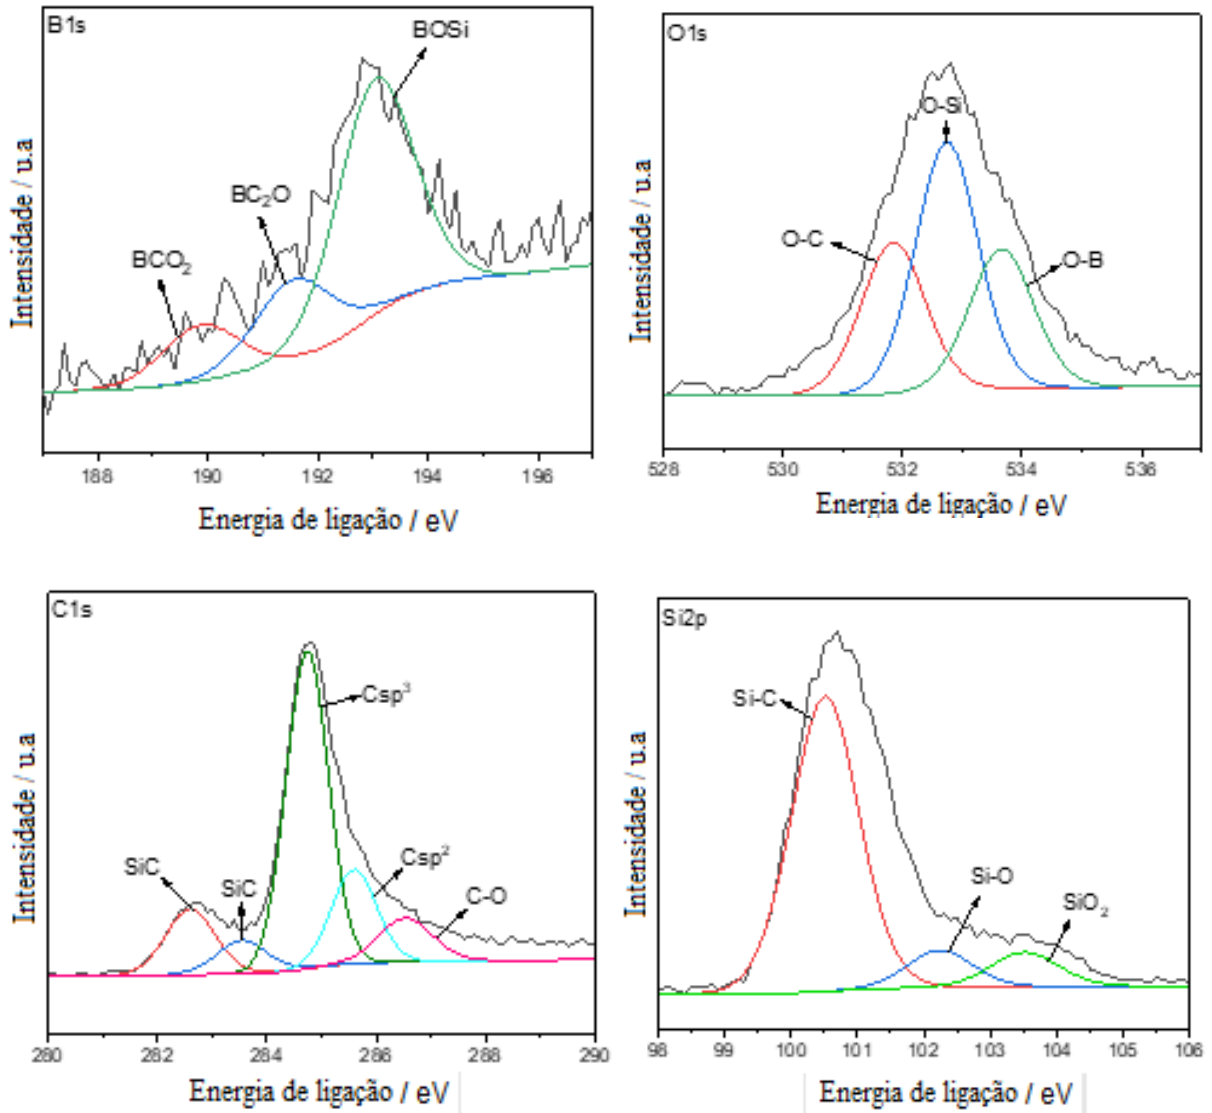 B1s
BOSi
BC₂O
BCO₂
Intensidade / u.a
188 190 192 194 196
Energia de ligação / eV
O1s
O-Si
O-C
O-B
Intensidade / u.a
528 530 532 534 536
Energia de ligação / eV
C1s
Csp³
Csp²
SiC
SiC
C-O
Intensidade / u.a
280 282 284 286 288 290
Energia de ligação / eV
Si2p
Si-C
Si-O
SiO₂
Intensidade / u.a
98 99 100 101 102 103 104 105 106
Energia de ligação / eV